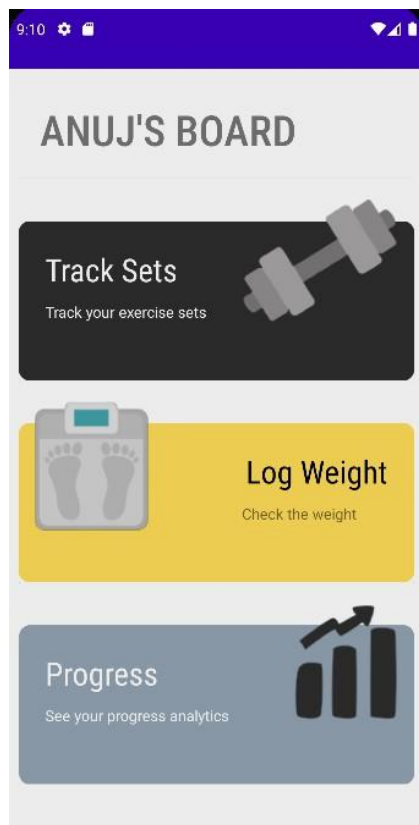 9:10
ANUJ'S BOARD
Track Sets
Track your exercise sets
Log Weight
Check the weight
Progress
See your progress analytics